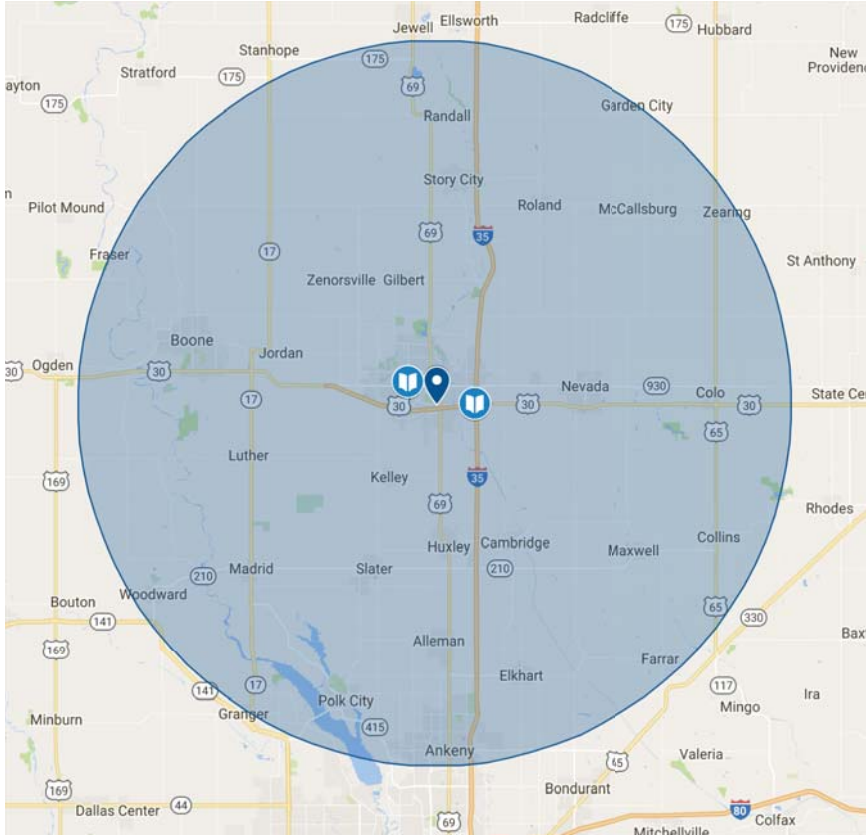 Jewell
Ellsworth
Radcliffe
175
Hubbard
Stanhope
175
New
Providenc
ayton
Stratford
175
69
175
Garden City
Randall
Story City
Roland
McCallsburg
Zearing
n
Pilot Mound
69
35
Fraser
17
St Anthony
Zenorsville
Gilbert
Boone
Jordan
30
Ogden
30
Nevada
930
Colo
30
30
30
State Cen
17
65
Luther
Kelley
35
169
69
Rhodes
Huxley
Cambridge
Maxwell
Collins
210
Madrid
Slater
210
Woodward
Bouton
141
65
330
Baxt
169
Alleman
Farrar
Elkhart
17
141
117
Ira
Polk City
Mingo
Granger
415
Minburn
Ankeny
Valeria
65
169
Bondurant
Dallas Center
44
80
69
Mitchellville
Colfax